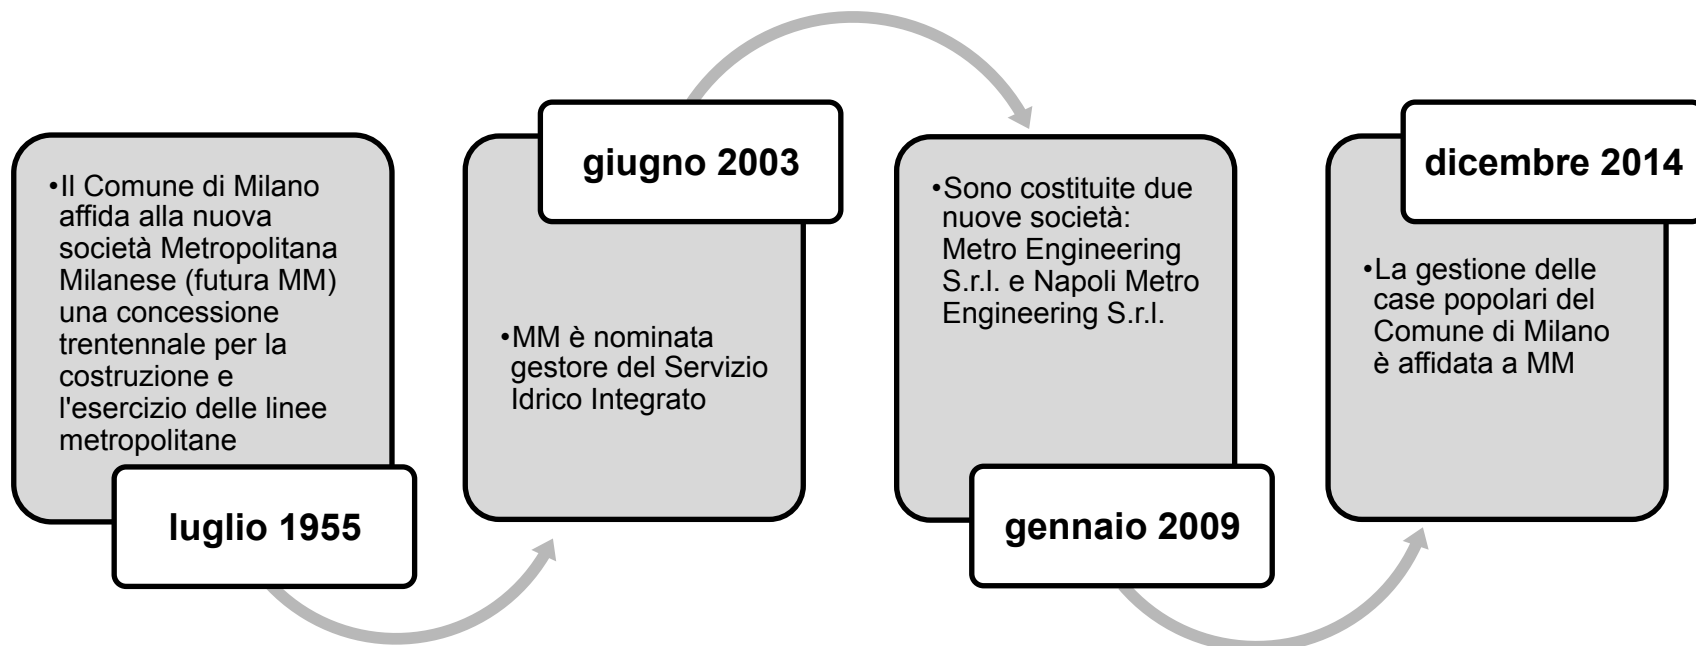 •Il Comune di Milano
affida alla nuova
società Metropolitana
Milanese (futura MM)
una concessione
trentennale per la
costruzione e
l'esercizio delle linee
metropolitane
luglio 1955
giugno 2003
•MM è nominata
gestore del Servizio
Idrico Integrato
•Sono costituite due
nuove società:
Metro Engineering
S.r.l. e Napoli Metro
Engineering S.r.l.
gennaio 2009
dicembre 2014
•La gestione delle
case popolari del
Comune di Milano
è affidata a MM